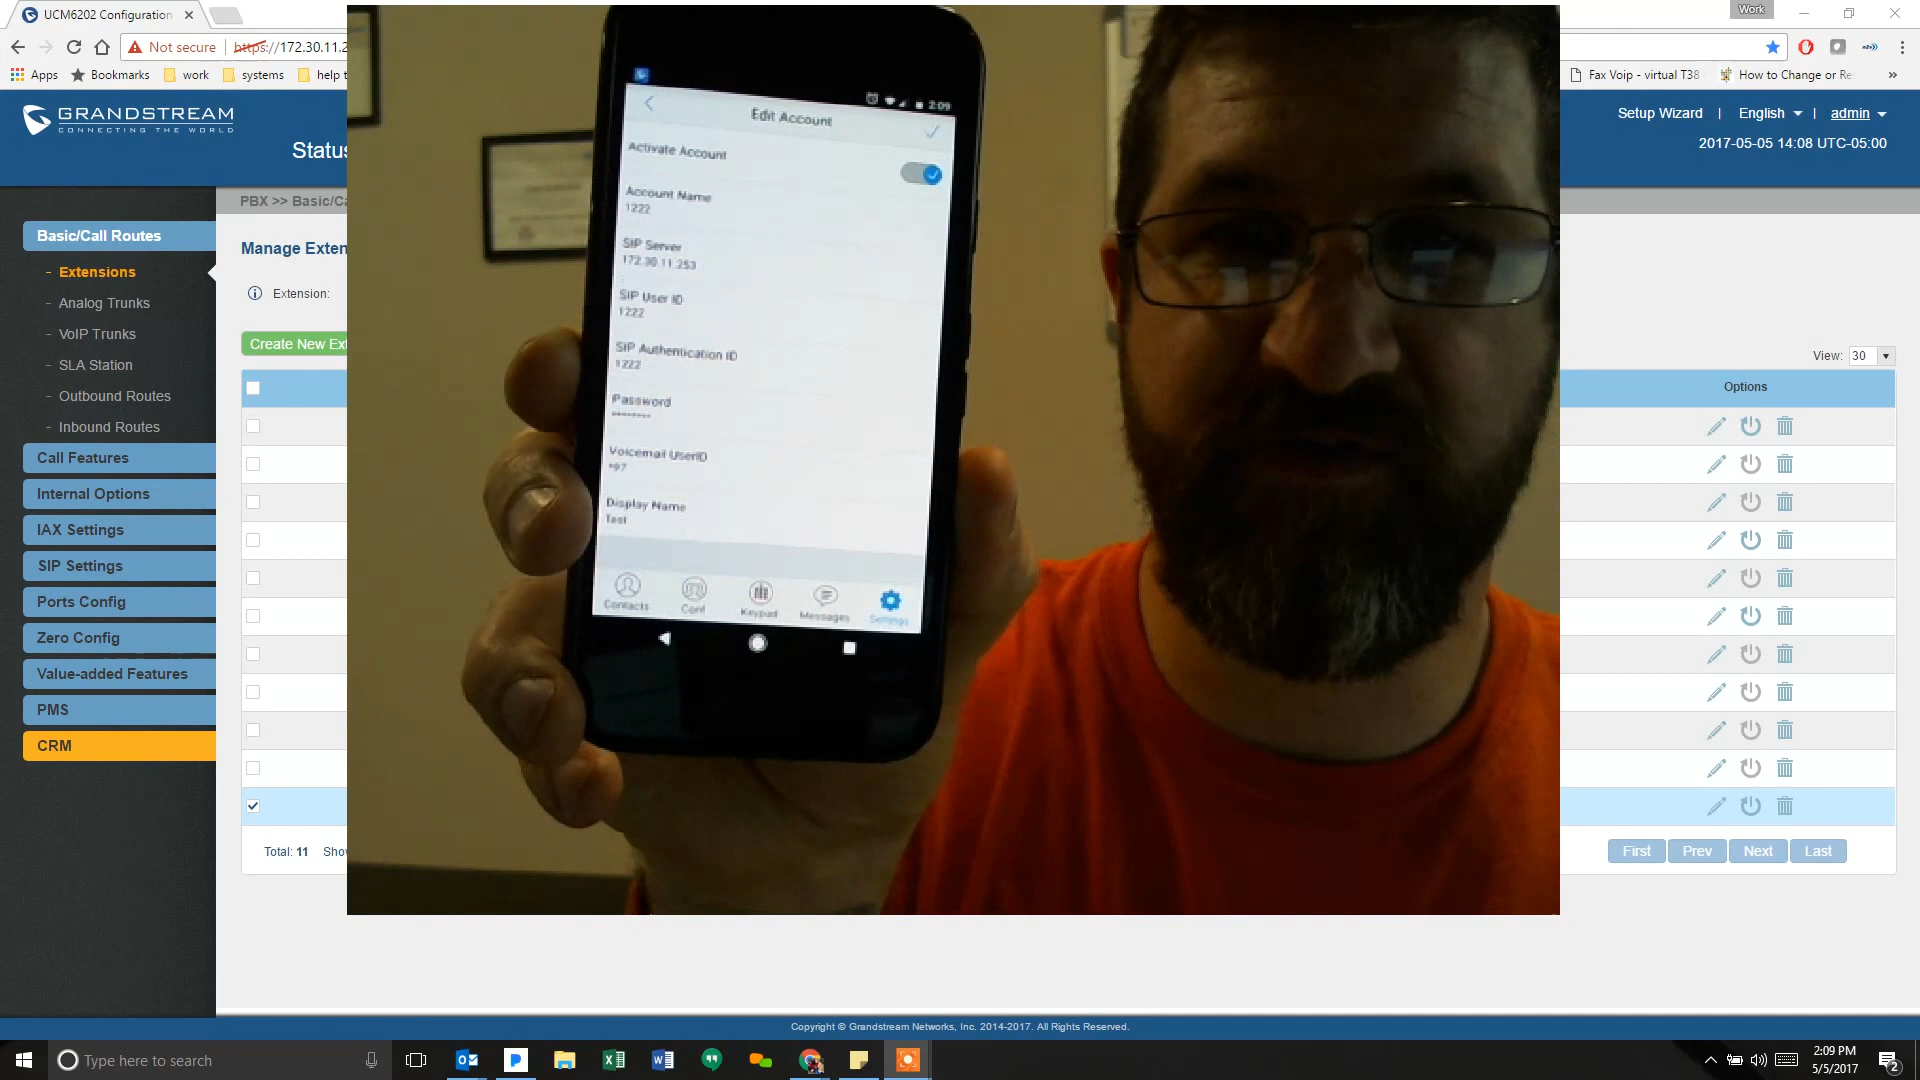 UCM6202 Configuration
Work
Not secure
https://172.30.11.2
Apps
Bookmarks
work
systems
help t
Fax Voip - virtual T38
How to Change or Re
»
GRANDSTREAM
CONNECTING THE WORLD
Status
Setup Wizard | English | admin
2017-05-05 14:08 UTC-05:00
PBX >> Basic/Ca
Basic/Call Routes
- Extensions
- Analog Trunks
- VoIP Trunks
- SLA Station
- Outbound Routes
- Inbound Routes
Call Features
Internal Options
IAX Settings
SIP Settings
Ports Config
Zero Config
Value-added Features
PMS
CRM
Manage Exten
Extension:
Create New Ext
View: 30
Options
Total: 11 Show
First
Prev
Next
Last
2:09
Edit Account
Activate Account
Account Name
1222
SIP Server
172.30.11.253
SIP User ID
1222
SIP Authentication ID
1222
Password
********
Voicemail UserID
*97
Display Name
Test
Contacts
Conf
Keypad
Messages
Settings
Copyright © Grandstream Networks, Inc. 2014-2017. All Rights Reserved.
Type here to search
2:09 PM
5/5/2017
2